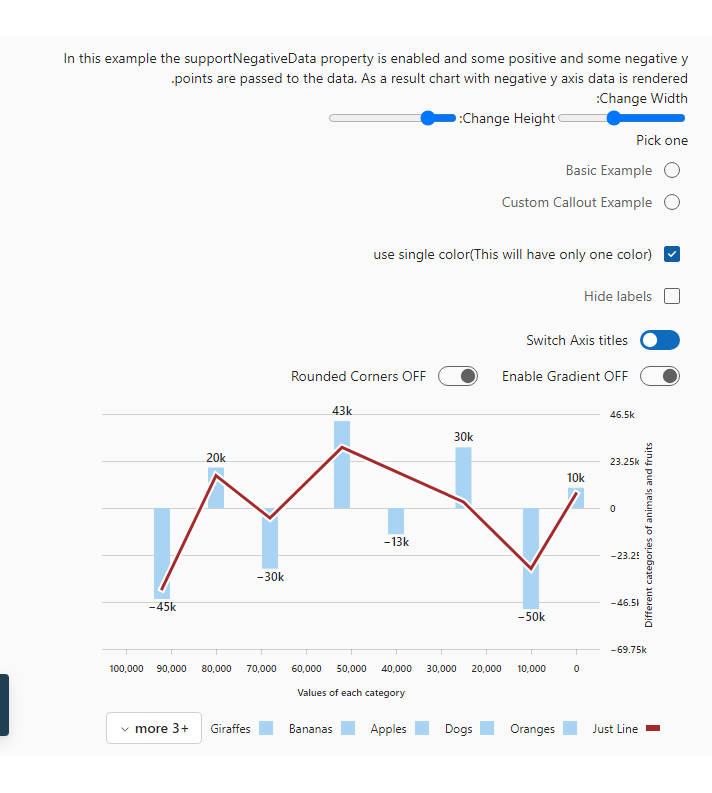 In this example the supportNegativeData property is enabled and some positive and some negative y
.points are passed to the data. As a result chart with negative y axis data is rendered
:Change Width
:Change Height
Pick one
Basic Example
Custom Callout Example
use single color(This will have only one color)
Hide labels
Switch Axis titles
Rounded Corners OFF
Enable Gradient OFF
43k
46.5k
30k
20k
23.25k
10k
0
−13k
−23.25
−30k
−45k
−46.5k
−50k
−69.75k
Different categories of animals and fruits
100,000 90,000 80,000 70,000 60,000 50,000 40,000 30,000 20,000 10,000 0
Values of each category
more 3+ Giraffes Bananas Apples Dogs Oranges Just Line